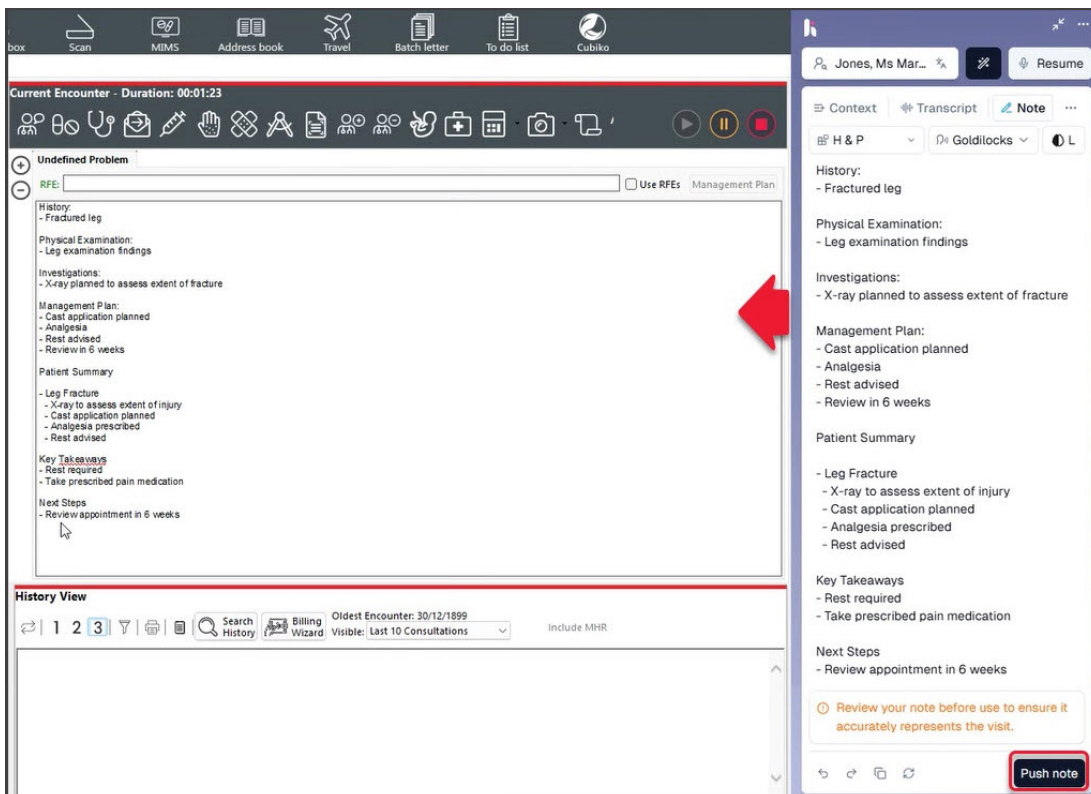 box
Scan
MIMS
Address book
Travel
Batch letter
To do list
Cubiko
Current Encounter - Duration: 00:01:23
Undefined Problem
RFE:
Use RFEs
Management Plan
History:
- Fractured leg
Physical Examination:
- Leg examination findings
Investigations:
- X-ray planned to assess extent of fracture
Management Plan:
- Cast application planned
- Analgesia
- Rest advised
- Review in 6 weeks
Patient Summary
- Leg Fracture
- X-ray to assess extent of injury
- Cast application planned
- Analgesia prescribed
- Rest advised
Key Takeaways
- Rest required
- Take prescribed pain medication
Next Steps
- Review appointment in 6 weeks
History View
1 2 3
Search History
Billing Wizard
Oldest Encounter: 30/12/1899
Visible: Last 10 Consultations
Include MHR
Jones, Ms Mar...
Resume
Context
Transcript
Note
H & P
Goldilocks
L
History:
- Fractured leg
Physical Examination:
- Leg examination findings
Investigations:
- X-ray planned to assess extent of fracture
Management Plan:
- Cast application planned
- Analgesia
- Rest advised
- Review in 6 weeks
Patient Summary
- Leg Fracture
- X-ray to assess extent of injury
- Cast application planned
- Analgesia prescribed
- Rest advised
Key Takeaways
- Rest required
- Take prescribed pain medication
Next Steps
- Review appointment in 6 weeks
Review your note before use to ensure it
accurately represents the visit.
Push note